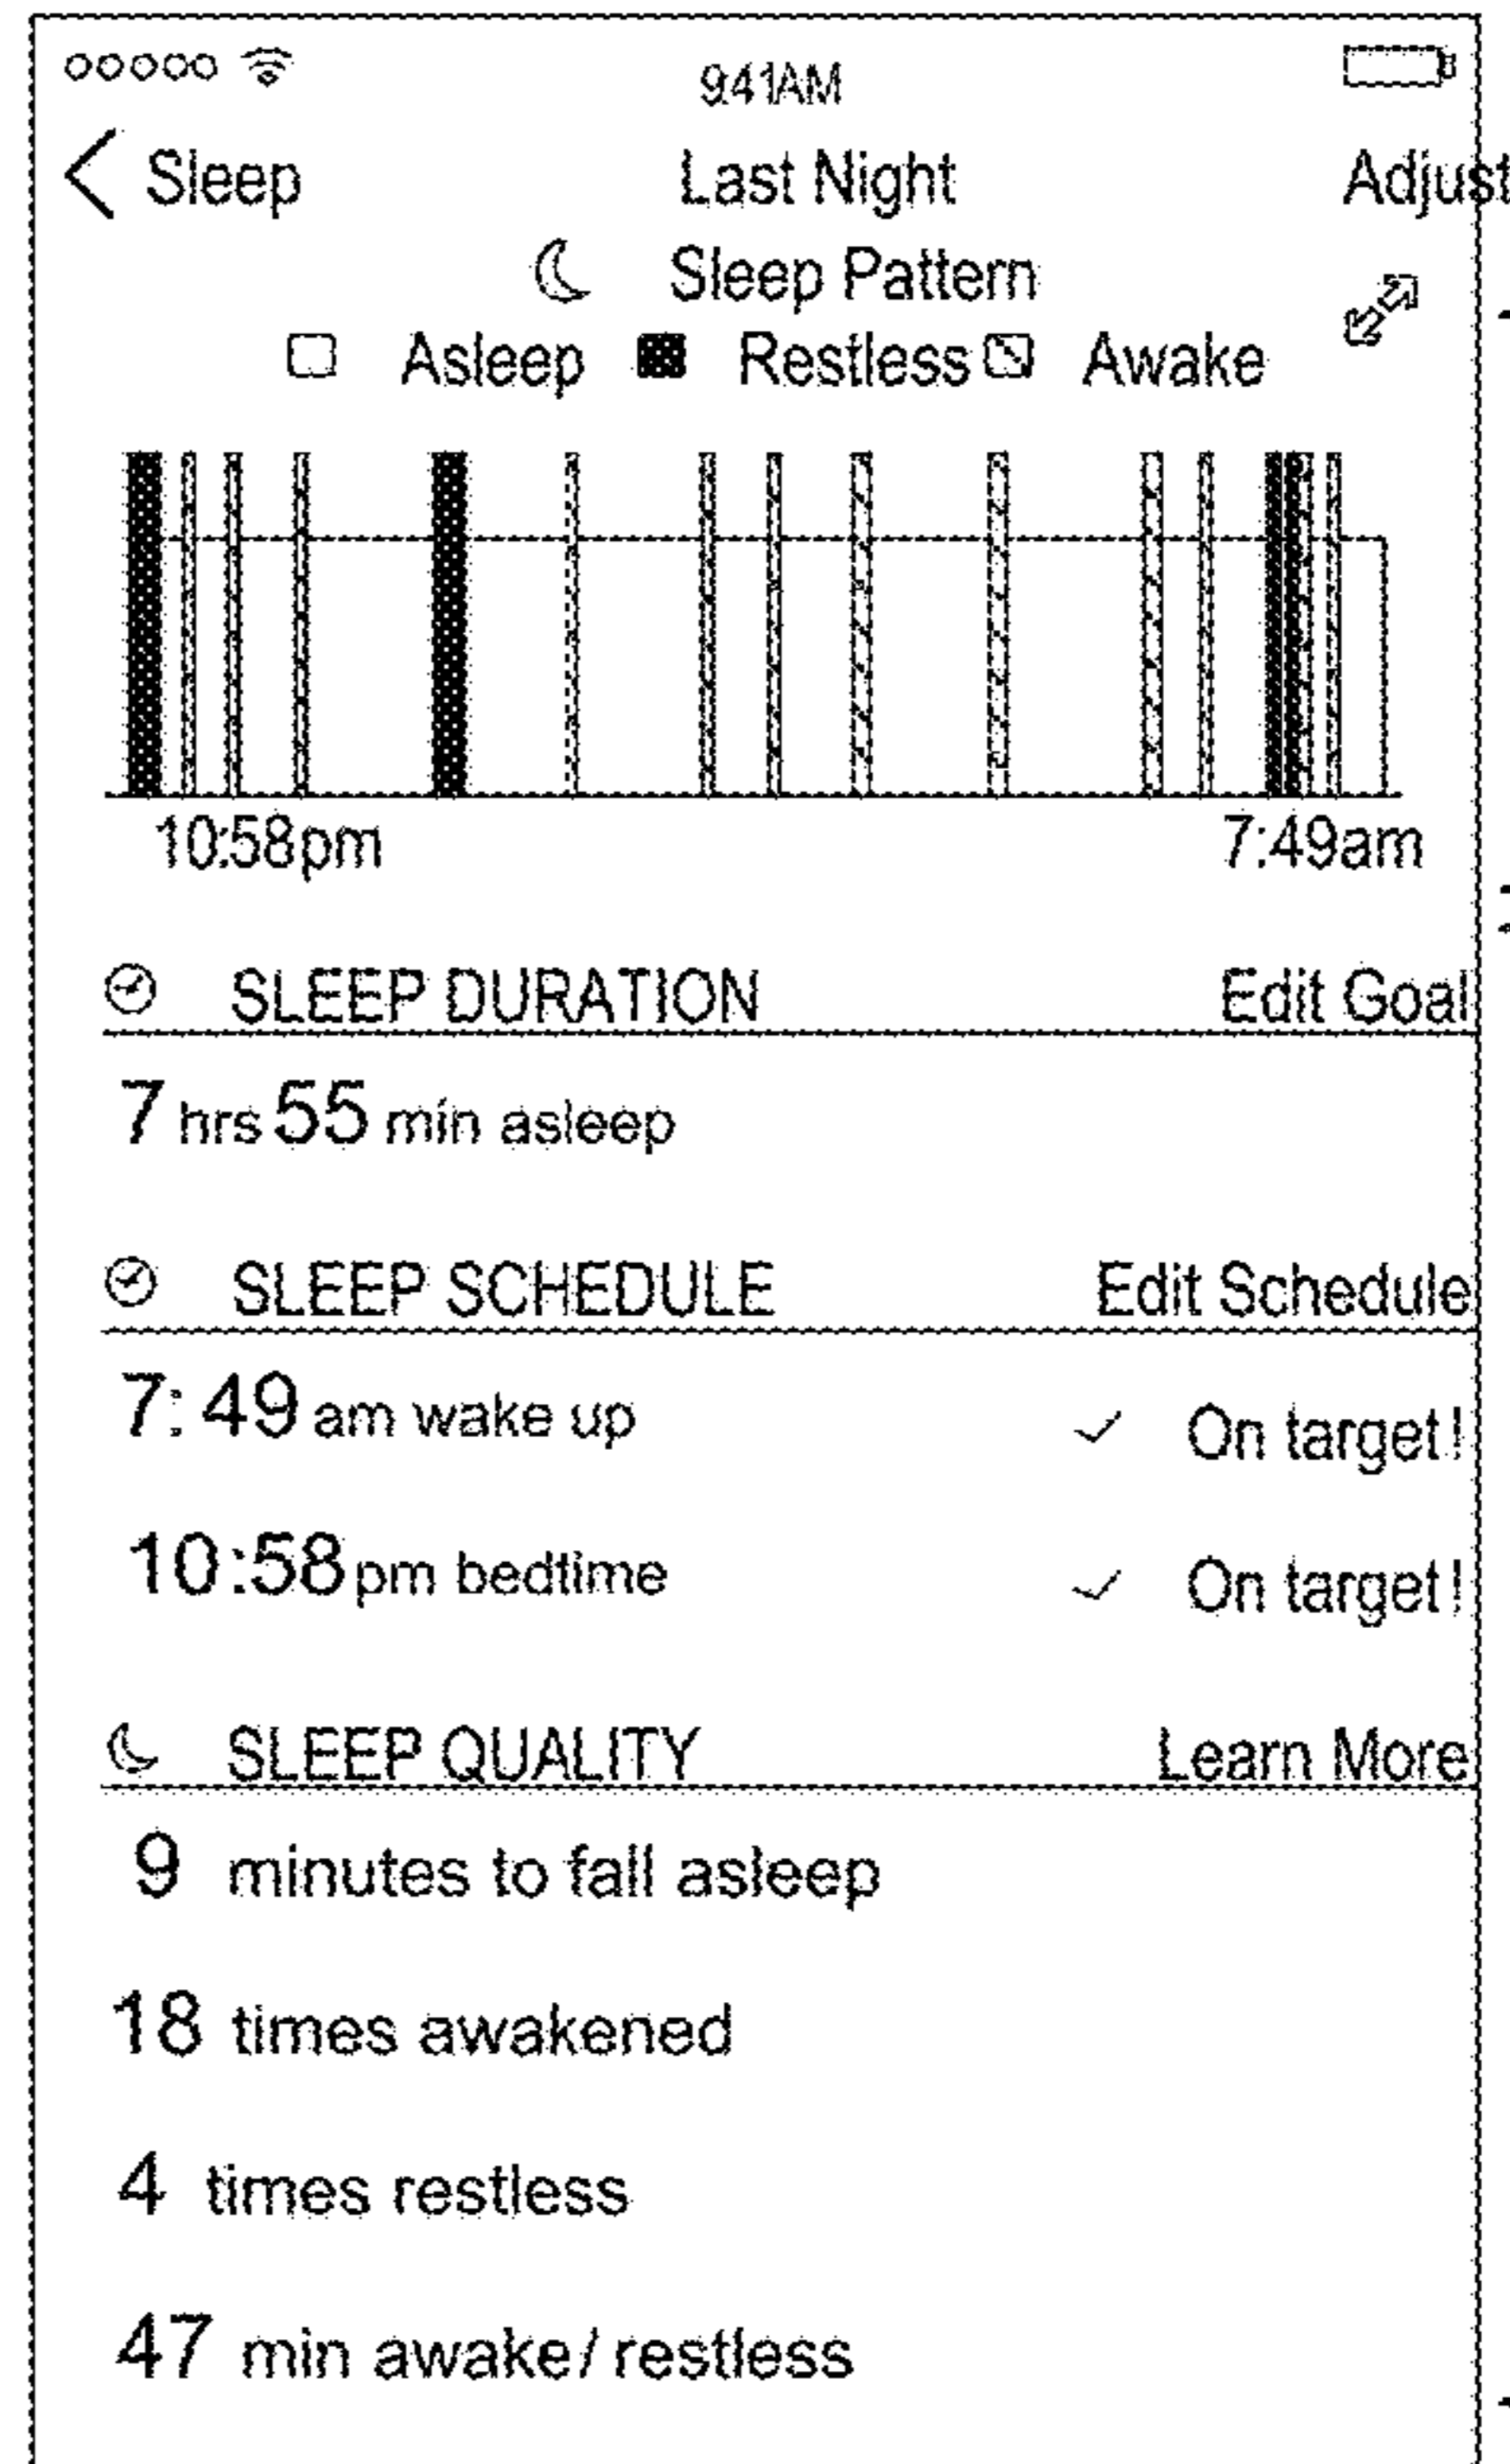 9:41AM
Sleep Last Night Adjust
Sleep Pattern
Asleep Restless Awake
10:58pm 7:49am
SLEEP DURATION Edit Goal
7 hrs 55 min asleep
SLEEP SCHEDULE Edit Schedule
7:49 am wake up On target!
10:58 pm bedtime On target!
SLEEP QUALITY Learn More
9 minutes to fall asleep
18 times awakened
4 times restless
47 min awake/restless